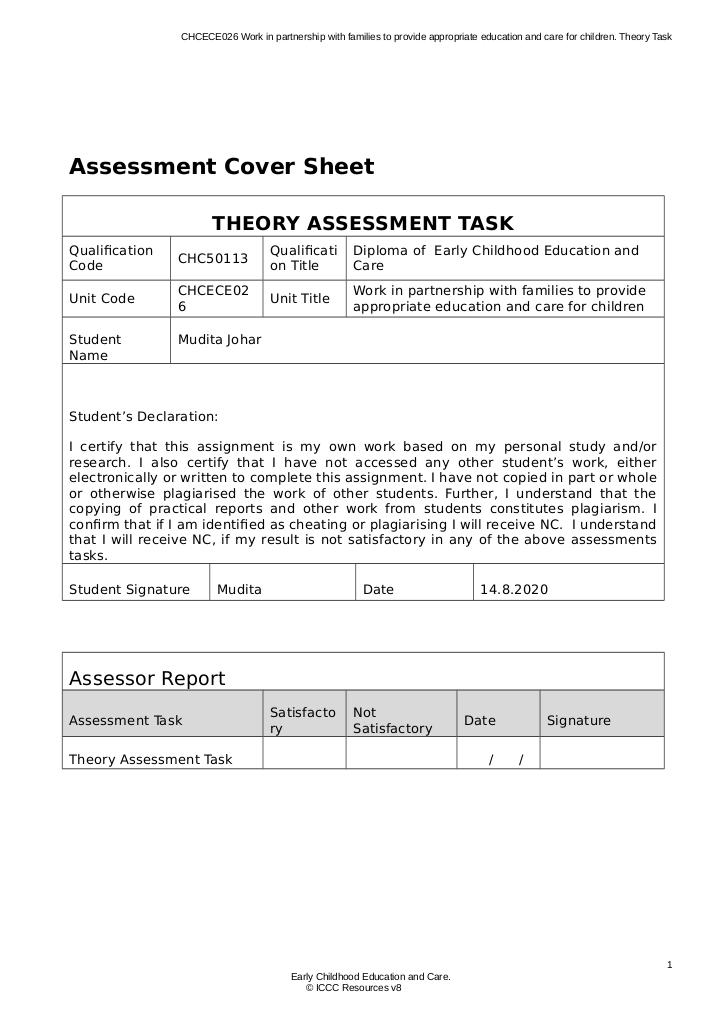 CHCECE026 Work in partnership with families to provide appropriate education and care for children. Theory Task
Assessment Cover Sheet
THEORY ASSESSMENT TASK
Qualification
Code
CHC50113
Qualificati
on Title
Diploma of  Early Childhood Education and
Care
Unit Code
CHCECE02
6
Unit Title
Work in partnership with families to provide
appropriate education and care for children
Student
Name
Mudita Johar
Student’s Declaration:
I certify that this assignment is my own work based on my personal study and/or
research. I also certify that I have not accessed any other student’s work, either
electronically or written to complete this assignment. I have not copied in part or whole
or otherwise plagiarised the work of other students. Further, I understand that the
copying of practical reports and other work from students constitutes plagiarism. I
confirm that if I am identified as cheating or plagiarising I will receive NC.  I understand
that I will receive NC, if my result is not satisfactory in any of the above assessments
tasks.
Student Signature
Mudita
Date
14.8.2020
Assessor Report
Assessment Task
Satisfacto
ry
Not
Satisfactory
Date
Signature
Theory Assessment Task
/ /
1
Early Childhood Education and Care.
© ICCC Resources v8